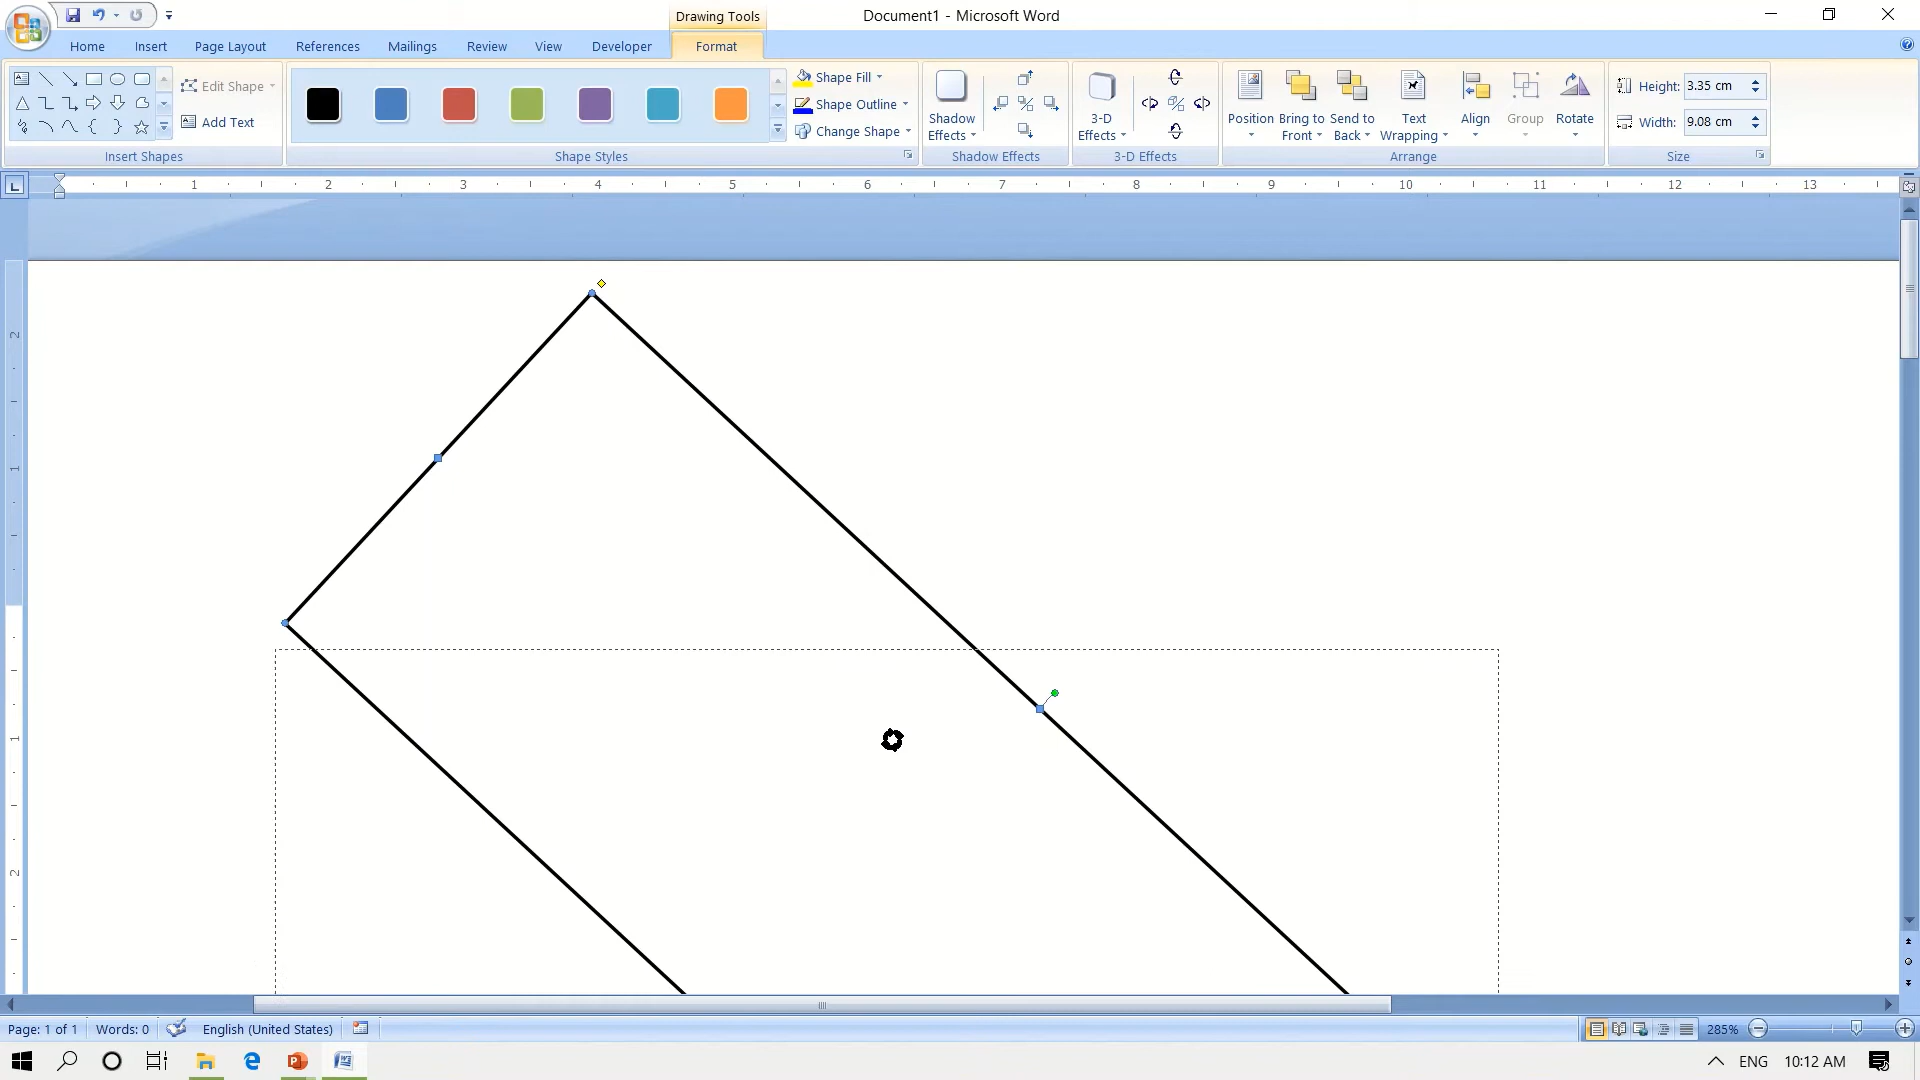 Drawing Tools
Document1 - Microsoft Word
Home Insert Page Layout References Mailings Review View Developer Format
Edit Shape
Add Text
Insert Shapes
Shape Fill
Shape Outline
Change Shape
Shape Styles
Shadow
Effects
Shadow Effects
3-D
Effects
3-D Effects
Position
Bring to
Front
Send to
Back
Text
Wrapping
Align
Group
Rotate
Arrange
Height: 3.35 cm
Width: 9.08 cm
Size
1 2 3 4 5 6 7 8 9 10 11 12 13
2
1
1
2
Page: 1 of 1 Words: 0 English (United States) 285%
ENG 10:12 AM